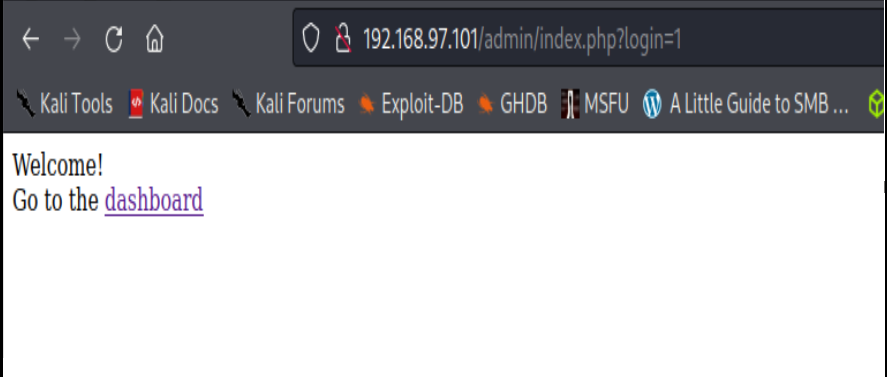 192.168.97.101/admin/index.php?login=1
Kali Tools Kali Docs Kali Forums Exploit-DB GHDB MSFU A Little Guide to SMB ...
Welcome!
Go to the dashboard